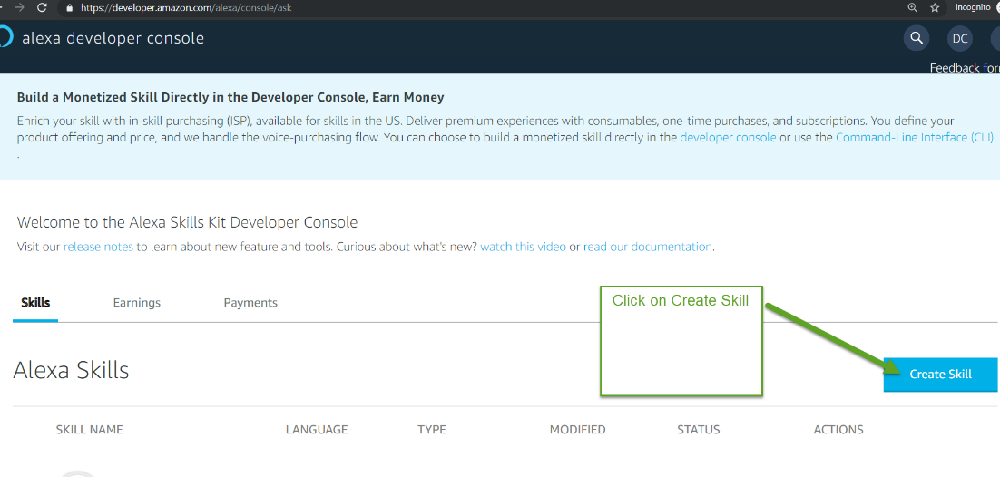 https://developer.amazon.com/alexa/console/ask
Incognito
alexa developer console
DC
Feedback for
Build a Monetized Skill Directly in the Developer Console, Earn Money
Enrich your skill with in-skill purchasing (ISP), available for skills in the US. Deliver premium experiences with consumables, one-time purchases, and subscriptions. You define your
product offering and price, and we handle the voice-purchasing flow. You can choose to build a monetized skill directly in the developer console or use the Command-Line Interface (CLI)
.
Welcome to the Alexa Skills Kit Developer Console
Visit our release notes to learn about new feature and tools. Curious about what's new? watch this video or read our documentation.
Skills Earnings Payments
Click on Create Skill
Alexa Skills
Create Skill
SKILL NAME LANGUAGE TYPE MODIFIED STATUS ACTIONS